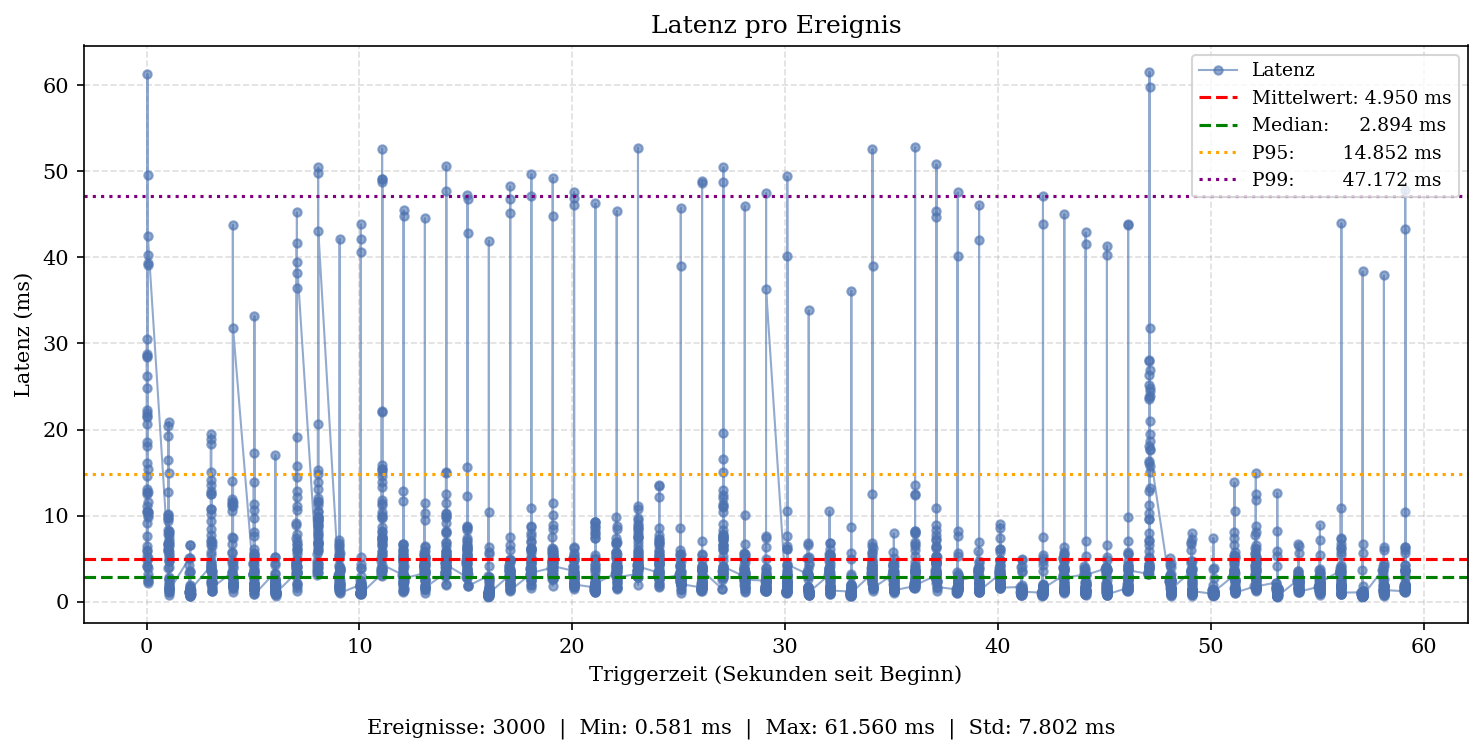 Latenz pro Ereignis
Latenz (ms)
60
50
40
30
20
10
0
Latenz
Mittelwert: 4.950 ms
Median: 2.894 ms
P95: 14.852 ms
P99: 47.172 ms
0 10 20 30 40 50 60
Triggerzeit (Sekunden seit Beginn)
Ereignisse: 3000 | Min: 0.581 ms | Max: 61.560 ms | Std: 7.802 ms